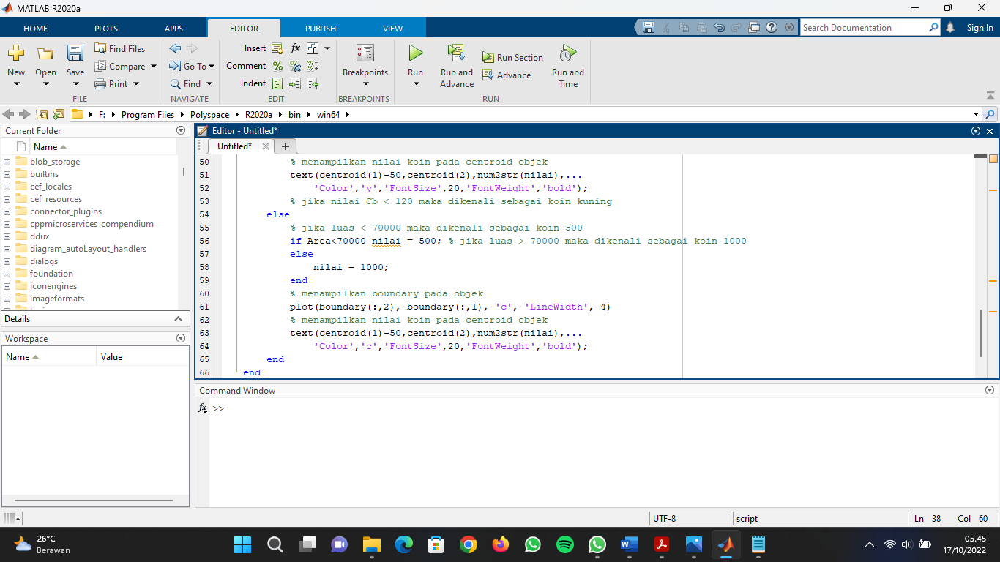 MATLAB R2020a
HOME PLOTS APPS EDITOR PUBLISH VIEW
Search Documentation
Sign In
New
Open
Save
Find Files
Compare
Print
FILE
Go To
Find
NAVIGATE
Insert
fx
Comment
Indent
EDIT
Breakpoints
BREAKPOINTS
Run
Run and Advance
Run Section
Advance
Run and Time
RUN
F: Program Files Polyspace R2020a bin win64
Current Folder
Name
blob_storage
builtins
cef_locales
cef_resources
connector_plugins
cppmicroservices_compendium
ddux
diagram_autoLayout_handlers
dialogs
foundation
iconengines
imageformats
Details
Workspace
Name Value
Editor - Untitled*
Untitled*
50 % menampilkan nilai koin pada centroid objek
51 text(centroid(1)-50,centroid(2),num2str(nilai),...
52 'Color','y','FontSize',20,'FontWeight','bold');
53 % jika nilai Cb < 120 maka dikenali sebagai koin kuning
54 else
55 % jika luas < 70000 maka dikenali sebagai koin 500
56 if Area<70000 nilai = 500; % jika luas > 70000 maka dikenali sebagai koin 1000
57 else
58 nilai = 1000;
59 end
60 % menampilkan boundary pada objek
61 plot(boundary(:,2), boundary(:,1), 'c', 'LineWidth', 4)
62 % menampilkan nilai koin pada centroid objek
63 text(centroid(1)-50,centroid(2),num2str(nilai),...
64 'Color','c','FontSize',20,'FontWeight','bold');
65 end
66 end
Command Window
fx >>
UTF-8 script Ln 38 Col 60
26°C
Berawan
05.45
17/10/2022